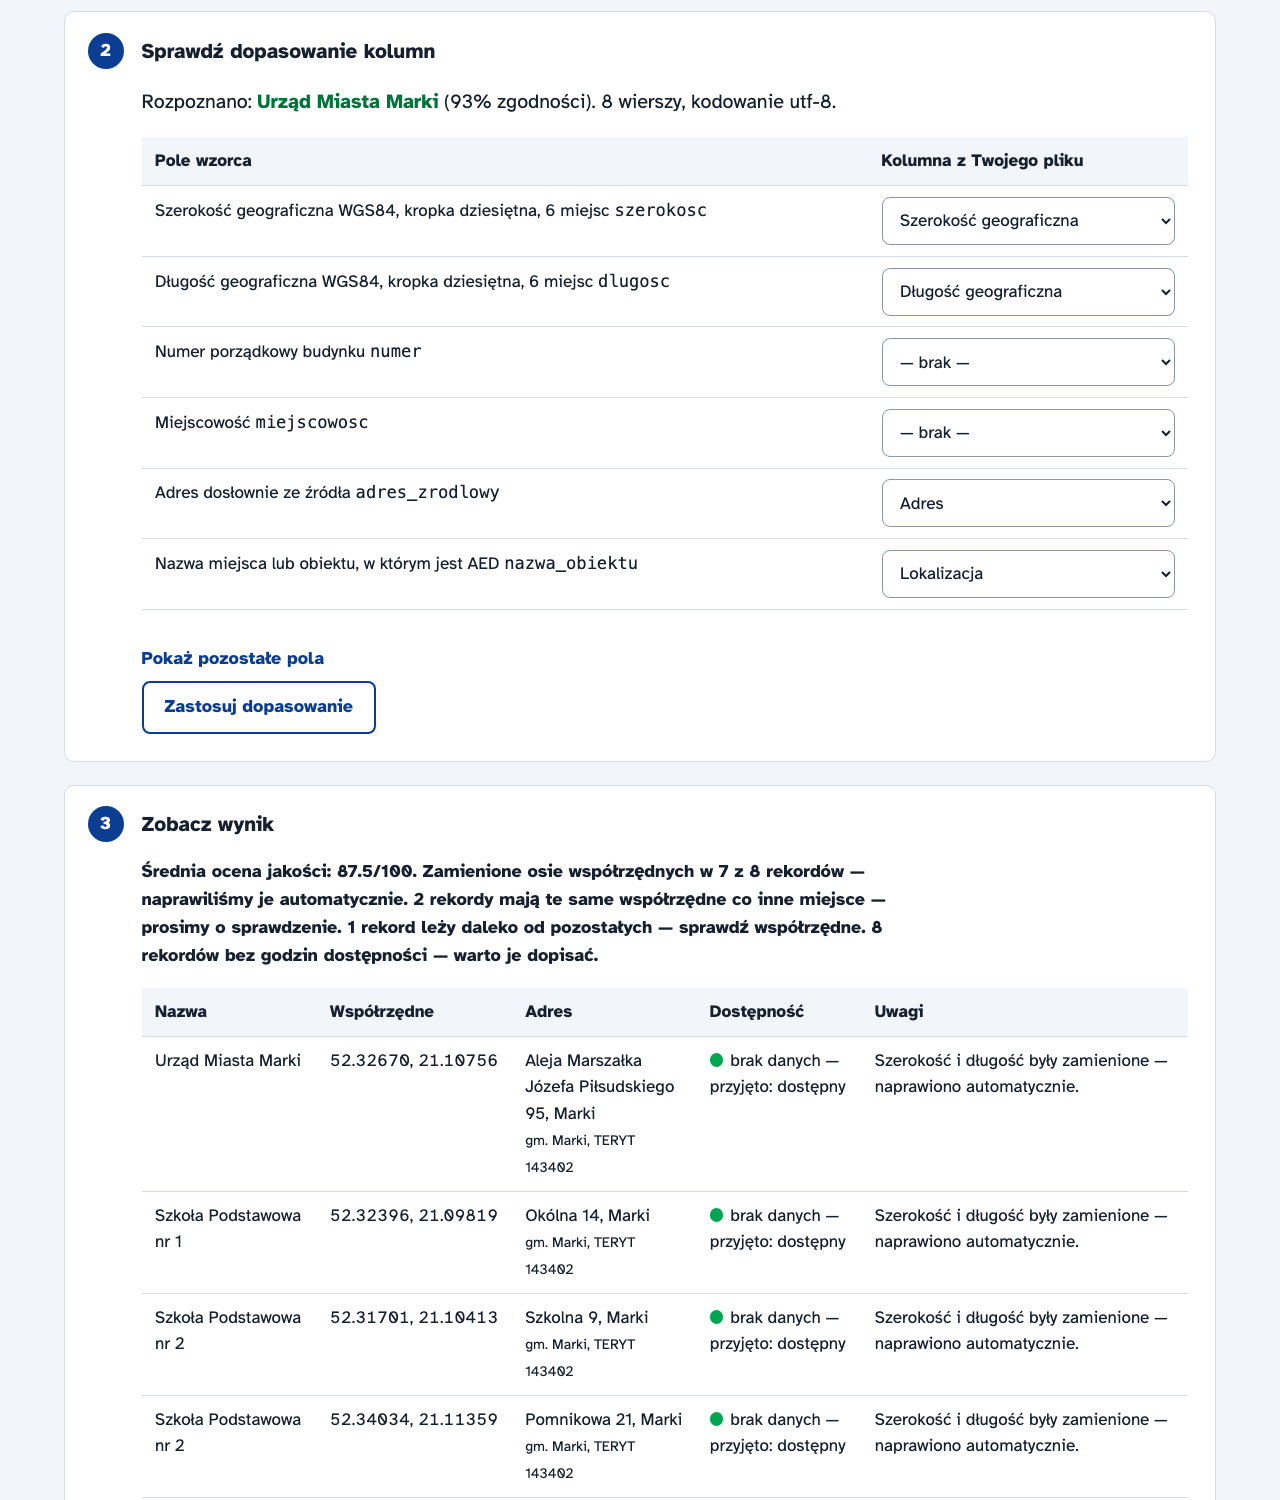 2
Sprawdź dopasowanie kolumn
Rozpoznano: Urząd Miasta Marki (93% zgodności). 8 wierszy, kodowanie utf-8.
Pole wzorca
Kolumna z Twojego pliku
Szerokość geograficzna WGS84, kropka dziesiętna, 6 miejsc szerokosc
Szerokość geograficzna
Długość geograficzna WGS84, kropka dziesiętna, 6 miejsc dlugosc
Długość geograficzna
Numer porządkowy budynku numer
— brak —
Miejscowość miejscowosc
— brak —
Adres dosłownie ze źródła adres_zrodlowy
Adres
Nazwa miejsca lub obiektu, w którym jest AED nazwa_obiektu
Lokalizacja
Pokaż pozostałe pola
Zastosuj dopasowanie
3
Zobacz wynik
Średnia ocena jakości: 87.5/100. Zamienione osie współrzędnych w 7 z 8 rekordów —
naprawiliśmy je automatycznie. 2 rekordy mają te same współrzędne co inne miejsce —
prosimy o sprawdzenie. 1 rekord leży daleko od pozostałych — sprawdź współrzędne. 8
rekordów bez godzin dostępności — warto je dopisać.
Nazwa
Współrzędne
Adres
Dostępność
Uwagi
Urząd Miasta Marki
52.32670, 21.10756
Aleja Marszałka
Józefa Piłsudskiego
95, Marki
gm. Marki, TERYT
143402
brak danych —
przyjęto: dostępny
Szerokość i długość były zamienione —
naprawiono automatycznie.
Szkoła Podstawowa
nr 1
52.32396, 21.09819
Okólna 14, Marki
gm. Marki, TERYT
143402
brak danych —
przyjęto: dostępny
Szerokość i długość były zamienione —
naprawiono automatycznie.
Szkoła Podstawowa
nr 2
52.31701, 21.10413
Szkolna 9, Marki
gm. Marki, TERYT
143402
brak danych —
przyjęto: dostępny
Szerokość i długość były zamienione —
naprawiono automatycznie.
Szkoła Podstawowa
nr 2
52.34034, 21.11359
Pomnikowa 21, Marki
gm. Marki, TERYT
143402
brak danych —
przyjęto: dostępny
Szerokość i długość były zamienione —
naprawiono automatycznie.